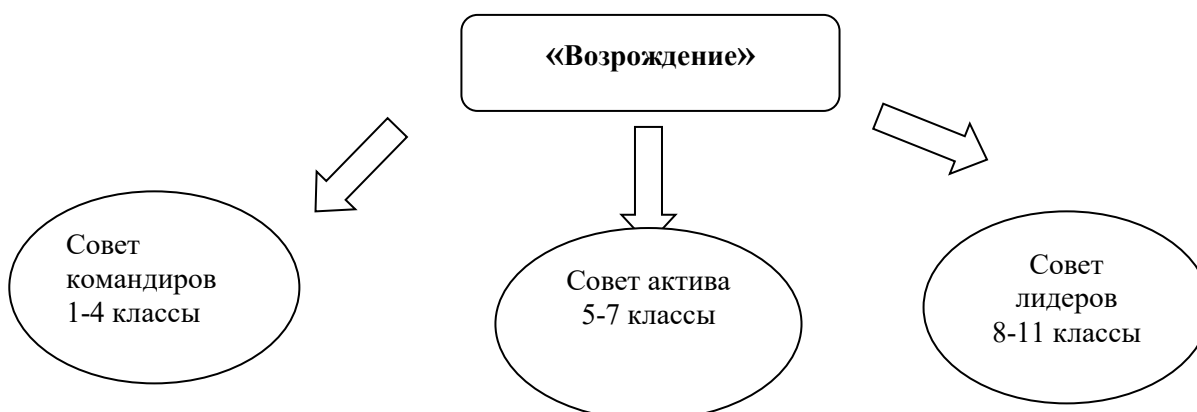 «Возрождение»
Совет
командиров
1-4 классы
Совет актива
5-7 классы
Совет
лидеров
8-11 классы